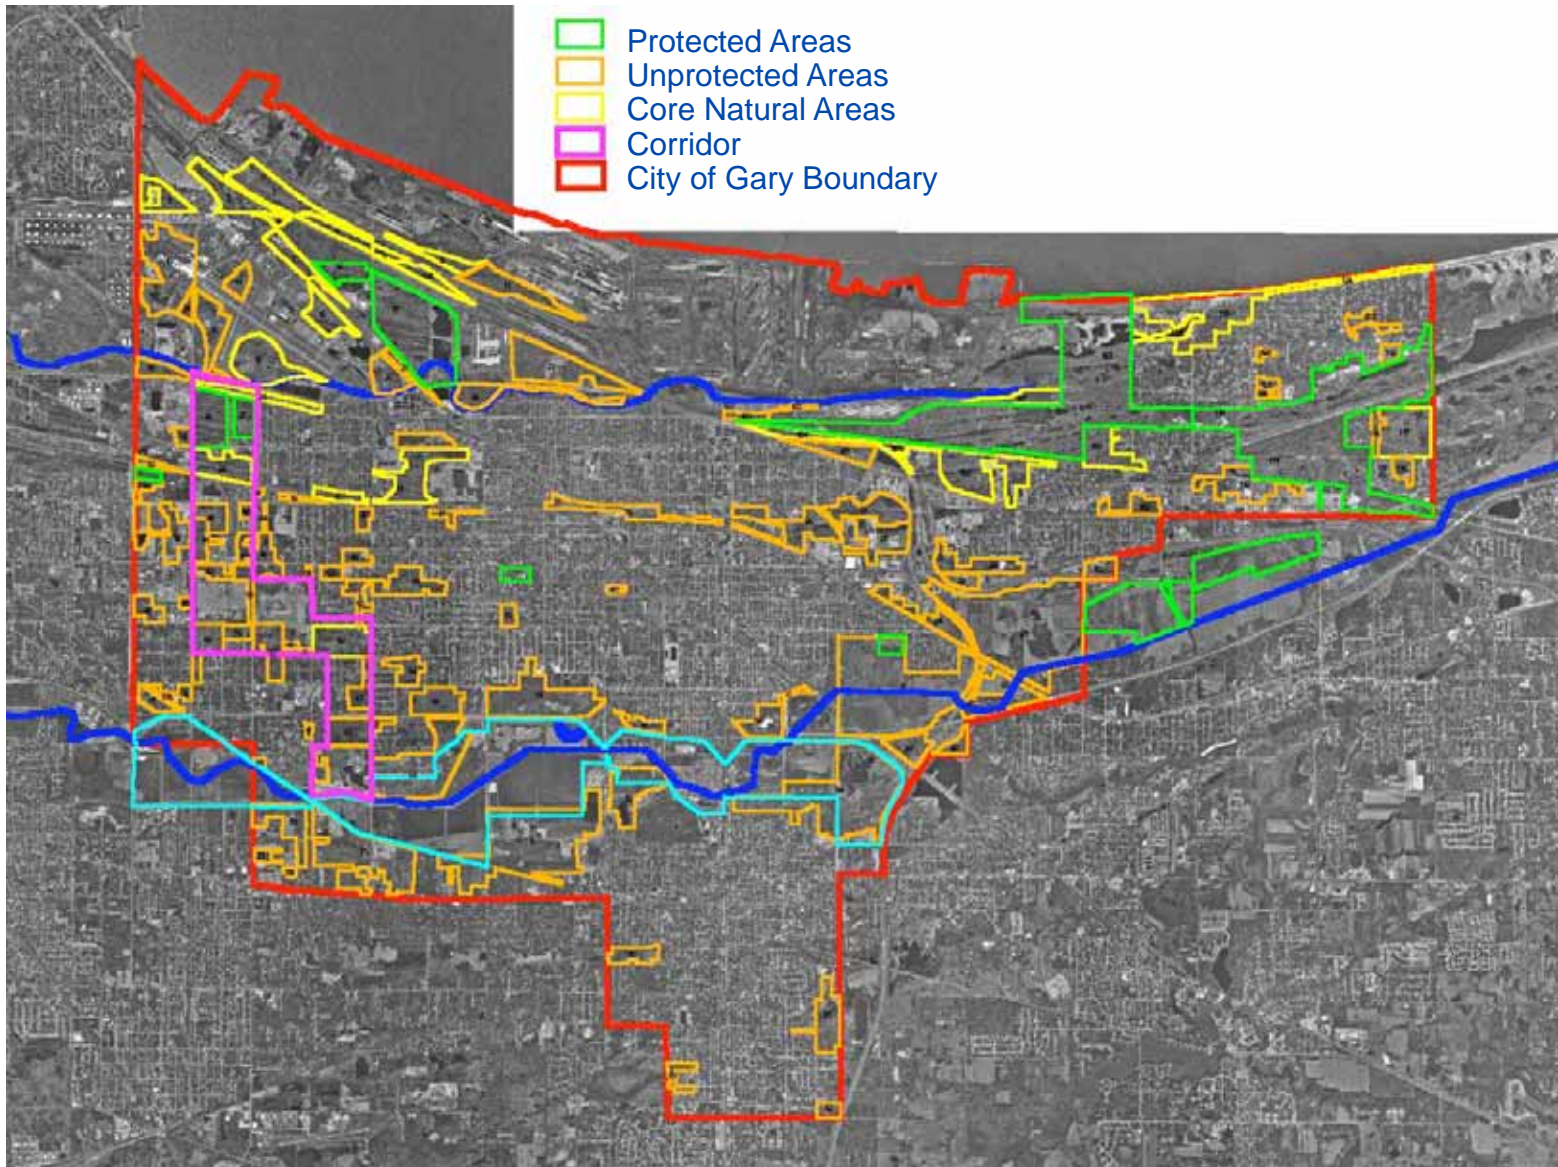 Protected Areas
Unprotected Areas
Core Natural Areas
Corridor
City of Gary Boundary